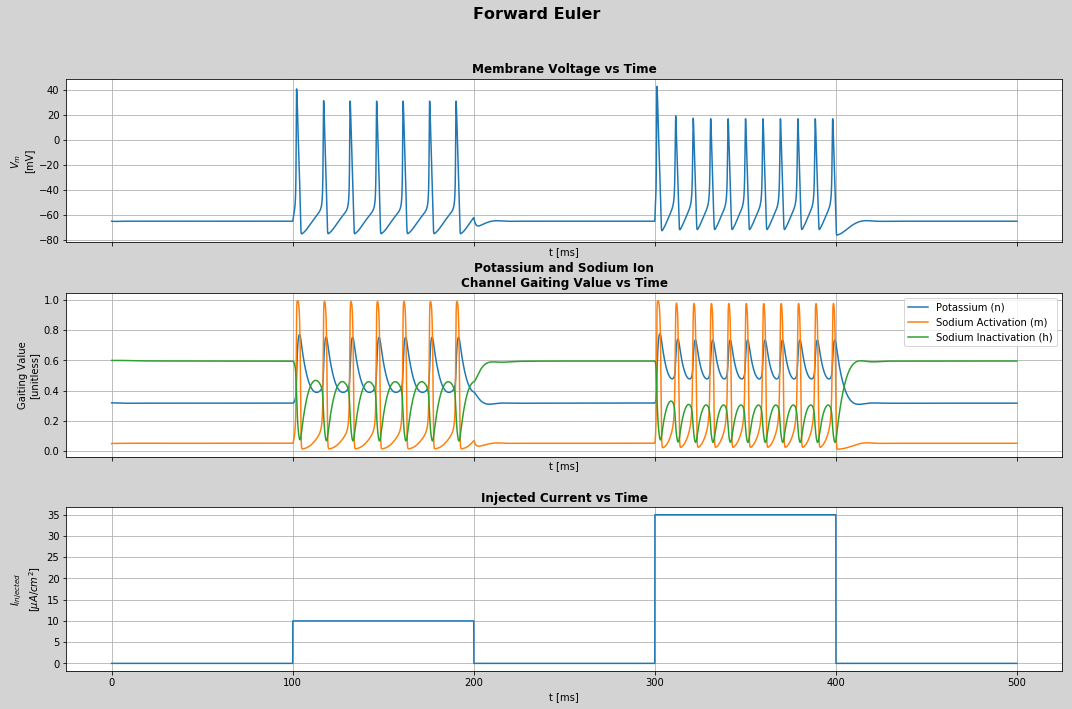 Forward Euler
Membrane Voltage vs Time
40
20
0
−20
−40
−60
−80
V_m
[mV]
t [ms]
Potassium and Sodium Ion
Channel Gaiting Value vs Time
1.0
0.8
0.6
0.4
0.2
0.0
Gaiting Value
[unitless]
Potassium (n)
Sodium Activation (m)
Sodium Inactivation (h)
t [ms]
Injected Current vs Time
35
30
25
20
15
10
5
0
I_Injected
[μA/cm²]
0 100 200 300 400 500
t [ms]